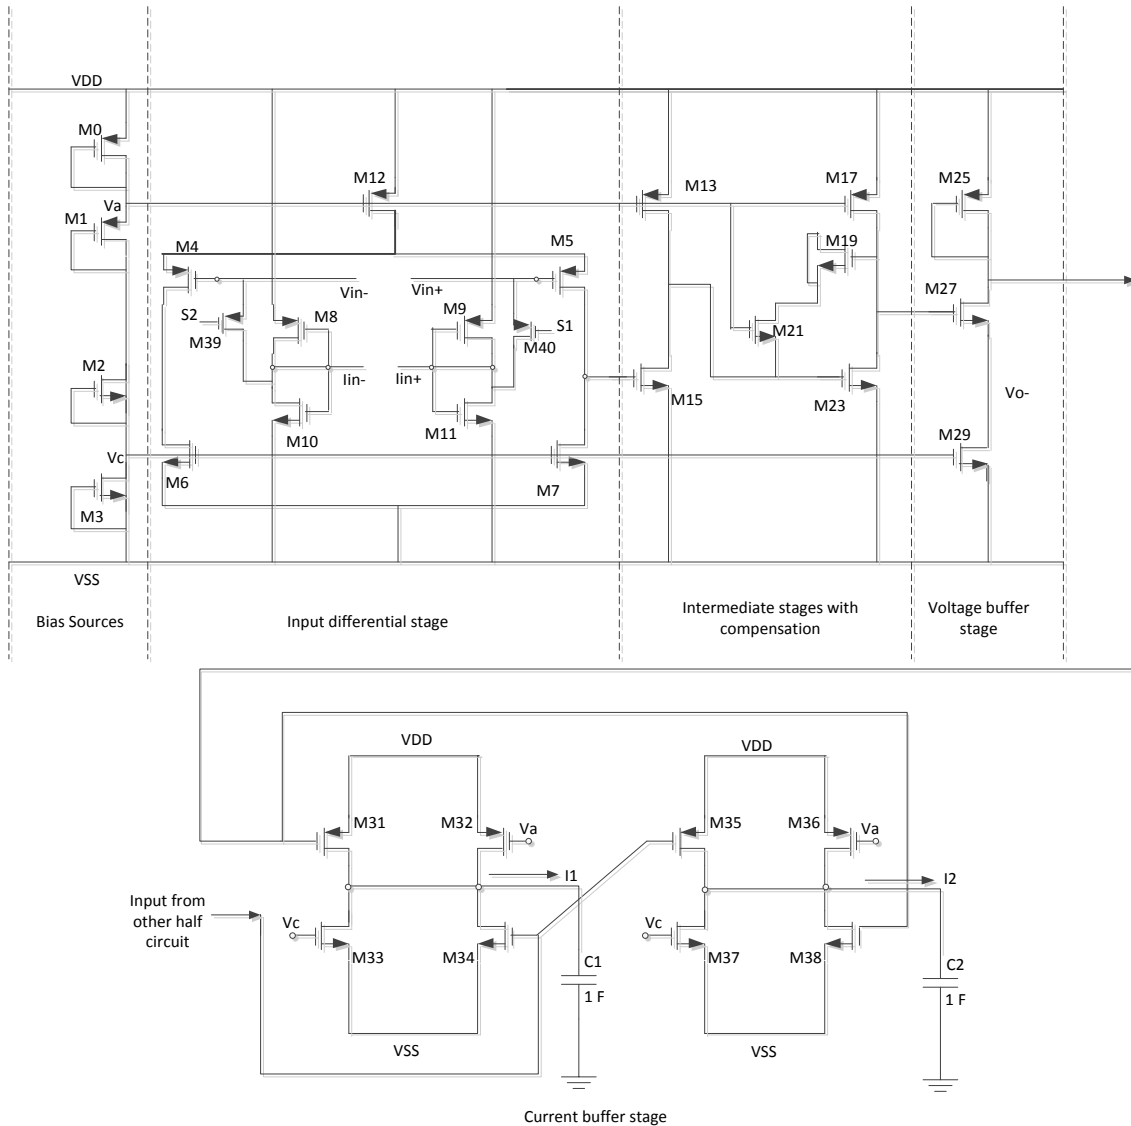 VDD
M0
M12
M13
M17
M25
Va
M1
M4
M5
M19
Vin-
Vin+
M27
S2
M8
M9
S1
M39
M40
M21
M2
Iin-
Iin+
Vo-
M15
M23
M10
M11
M29
Vc
M6
M7
M3
VSS
Bias Sources
Input differential stage
Intermediate stages with
compensation
Voltage buffer
stage
VDD
VDD
M31
M32
Va
M35
M36
Va
I1
I2
Input from
other half
circuit
Vc
Vc
M33
M34
C1
M37
M38
C2
1 F
1 F
VSS
VSS
Current buffer stage